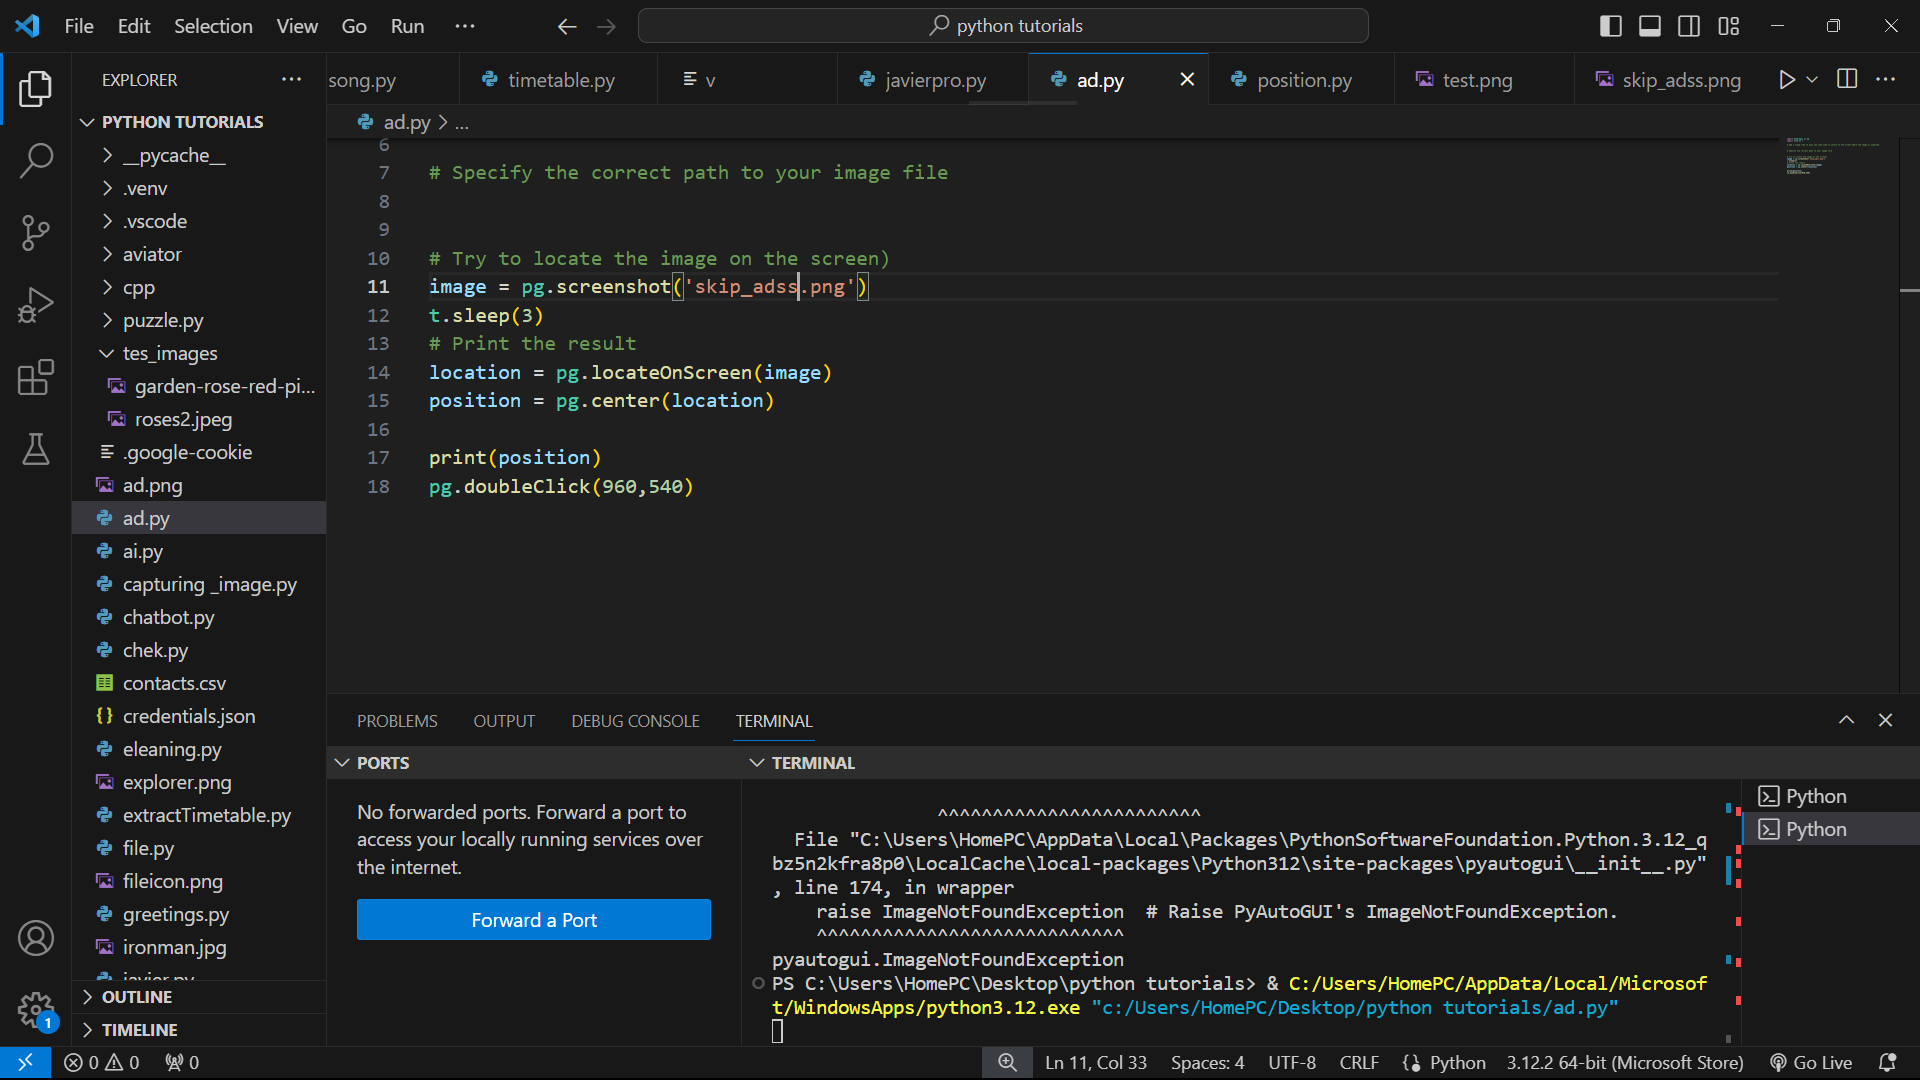 File Edit Selection View Go Run ··· python tutorials
EXPLORER ···
song.py timetable.py v javierpro.py ad.py position.py test.png skip_adss.png
PYTHON TUTORIALS
__pycache__
.venv
.vscode
aviator
cpp
puzzle.py
tes_images
garden-rose-red-pi...
roses2.jpeg
.google-cookie
ad.png
ad.py
ai.py
capturing _image.py
chatbot.py
chek.py
contacts.csv
credentials.json
eleaning.py
explorer.png
extractTimetable.py
file.py
fileicon.png
greetings.py
ironman.jpg
javier.py
OUTLINE
TIMELINE
1
ad.py > ...
6
7 # Specify the correct path to your image file
8
9
10 # Try to locate the image on the screen)
11 image = pg.screenshot('skip_adss.png')
12 t.sleep(3)
13 # Print the result
14 location = pg.locateOnScreen(image)
15 position = pg.center(location)
16
17 print(position)
18 pg.doubleClick(960,540)
PROBLEMS OUTPUT DEBUG CONSOLE TERMINAL
PORTS
No forwarded ports. Forward a port to
access your locally running services over
the internet.
Forward a Port
TERMINAL
^^^^^^^^^^^^^^^^^^^^^^^^
File "C:\Users\HomePC\AppData\Local\Packages\PythonSoftwareFoundation.Python.3.12_q
bz5n2kfra8p0\LocalCache\local-packages\Python312\site-packages\pyautogui\__init__.py"
, line 174, in wrapper
raise ImageNotFoundException # Raise PyAutoGUI's ImageNotFoundException.
^^^^^^^^^^^^^^^^^^^^^^^^^^^^
pyautogui.ImageNotFoundException
PS C:\Users\HomePC\Desktop\python tutorials> & C:/Users/HomePC/AppData/Local/Microsof
t/WindowsApps/python3.12.exe "c:/Users/HomePC/Desktop/python tutorials/ad.py"
Python
Python
0 0 0 Ln 11, Col 33 Spaces: 4 UTF-8 CRLF Python 3.12.2 64-bit (Microsoft Store) Go Live